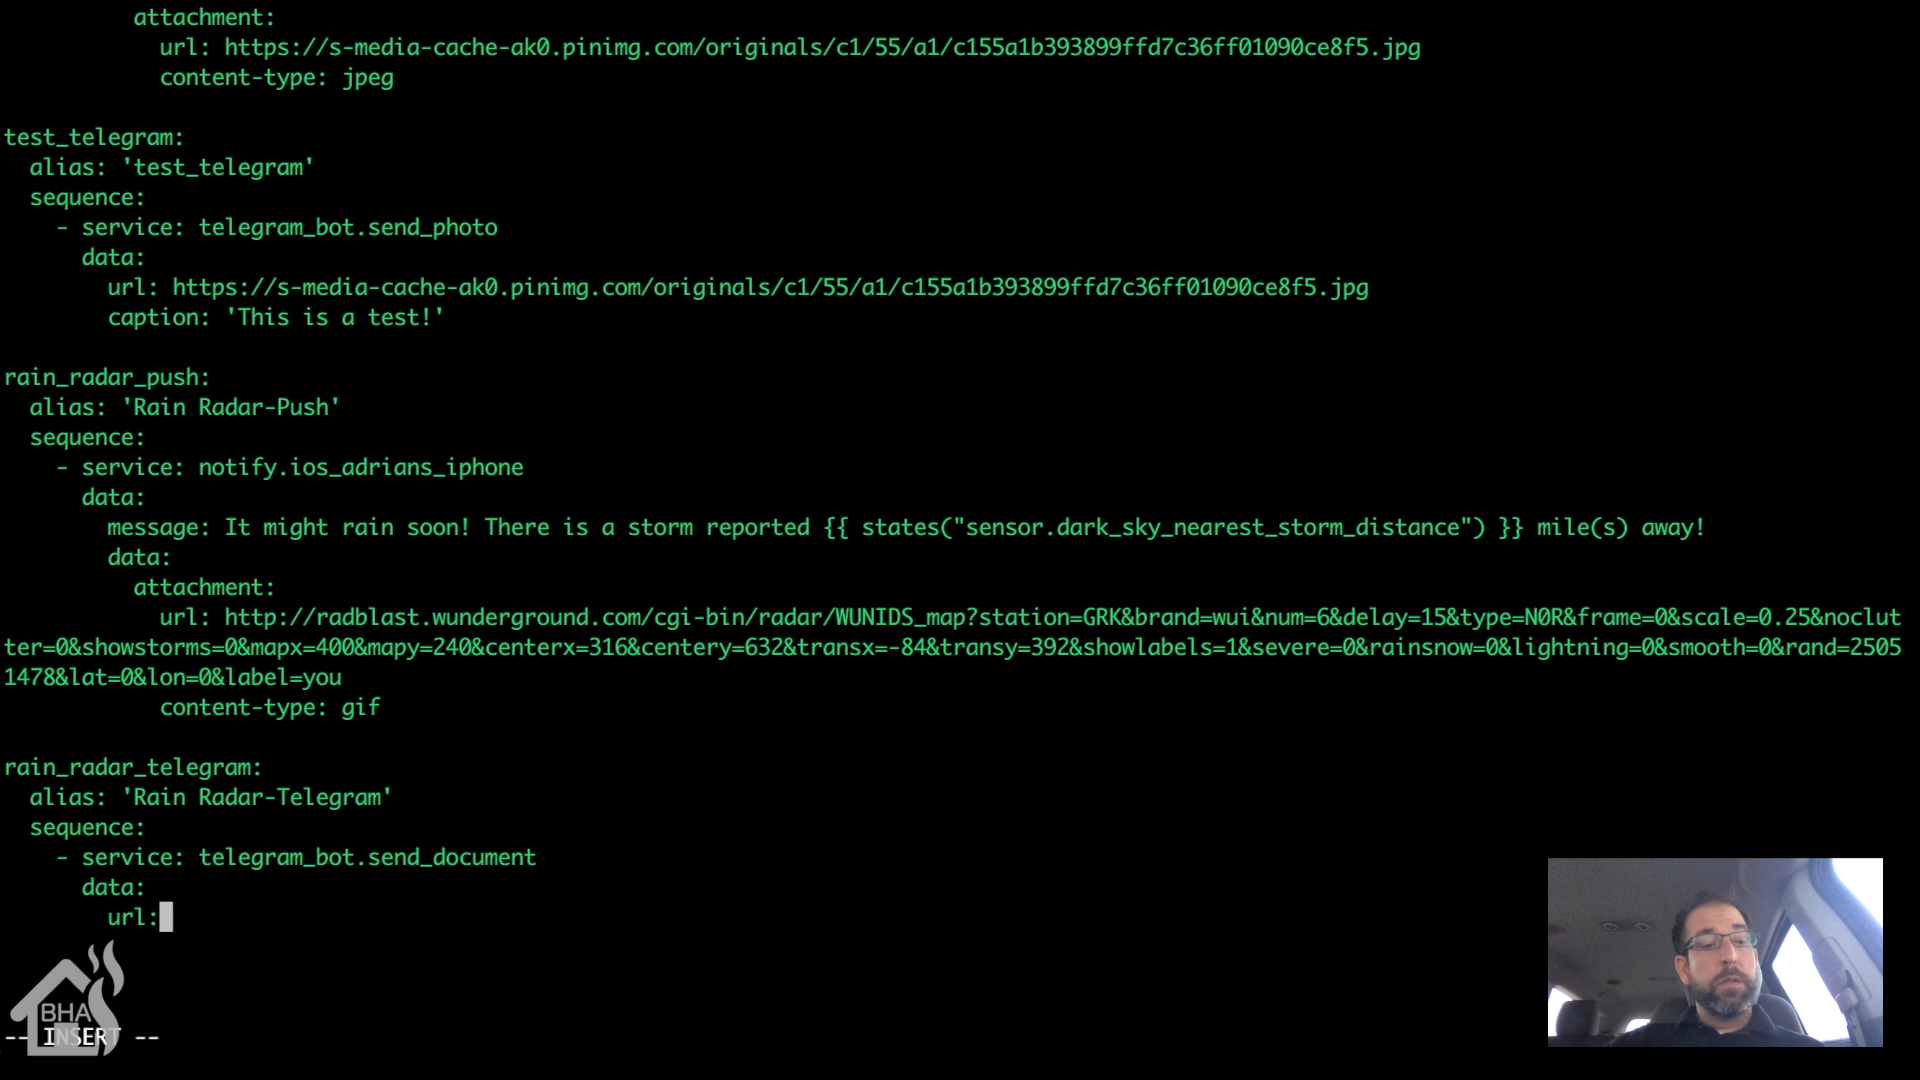 attachment:
url: https://s-media-cache-ak0.pinimg.com/originals/c1/55/a1/c155a1b393899ffd7c36ff01090ce8f5.jpg
content-type: jpeg
test_telegram:
alias: 'test_telegram'
sequence:
- service: telegram_bot.send_photo
data:
url: https://s-media-cache-ak0.pinimg.com/originals/c1/55/a1/c155a1b393899ffd7c36ff01090ce8f5.jpg
caption: 'This is a test!'
rain_radar_push:
alias: 'Rain Radar-Push'
sequence:
- service: notify.ios_adrians_iphone
data:
message: It might rain soon! There is a storm reported {{ states("sensor.dark_sky_nearest_storm_distance") }} mile(s) away!
data:
attachment:
url: http://radblast.wunderground.com/cgi-bin/radar/WUNIDS_map?station=GRK&brand=wui&num=6&delay=15&type=N0R&frame=0&scale=0.25&noclut
ter=0&showstorms=0&mapx=400&mapy=240&centerx=316&centery=632&transx=-84&transy=392&showlabels=1&severe=0&rainsnow=0&lightning=0&smooth=0&rand=2505
1478&lat=0&lon=0&label=you
content-type: gif
rain_radar_telegram:
alias: 'Rain Radar-Telegram'
sequence:
- service: telegram_bot.send_document
data:
url:
BHA
-- INSERT --